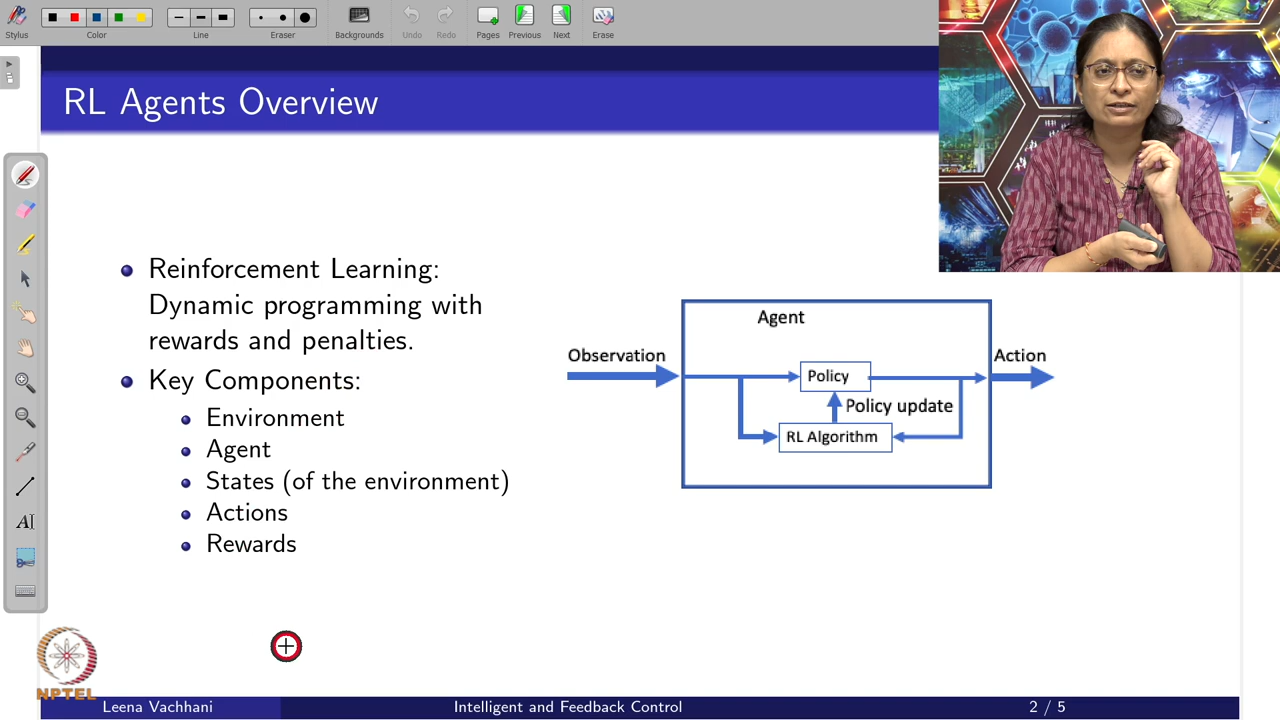 Stylus
Color
Line
Eraser
Backgrounds
Undo
Redo
Pages
Previous
Next
Erase
RL Agents Overview
Reinforcement Learning:
Dynamic programming with
rewards and penalties.
Key Components:
Environment
Agent
States (of the environment)
Actions
Rewards
Agent
Observation
Action
Policy
Policy update
RL Algorithm
NPTEL
Leena Vachhani
Intelligent and Feedback Control
2 / 5